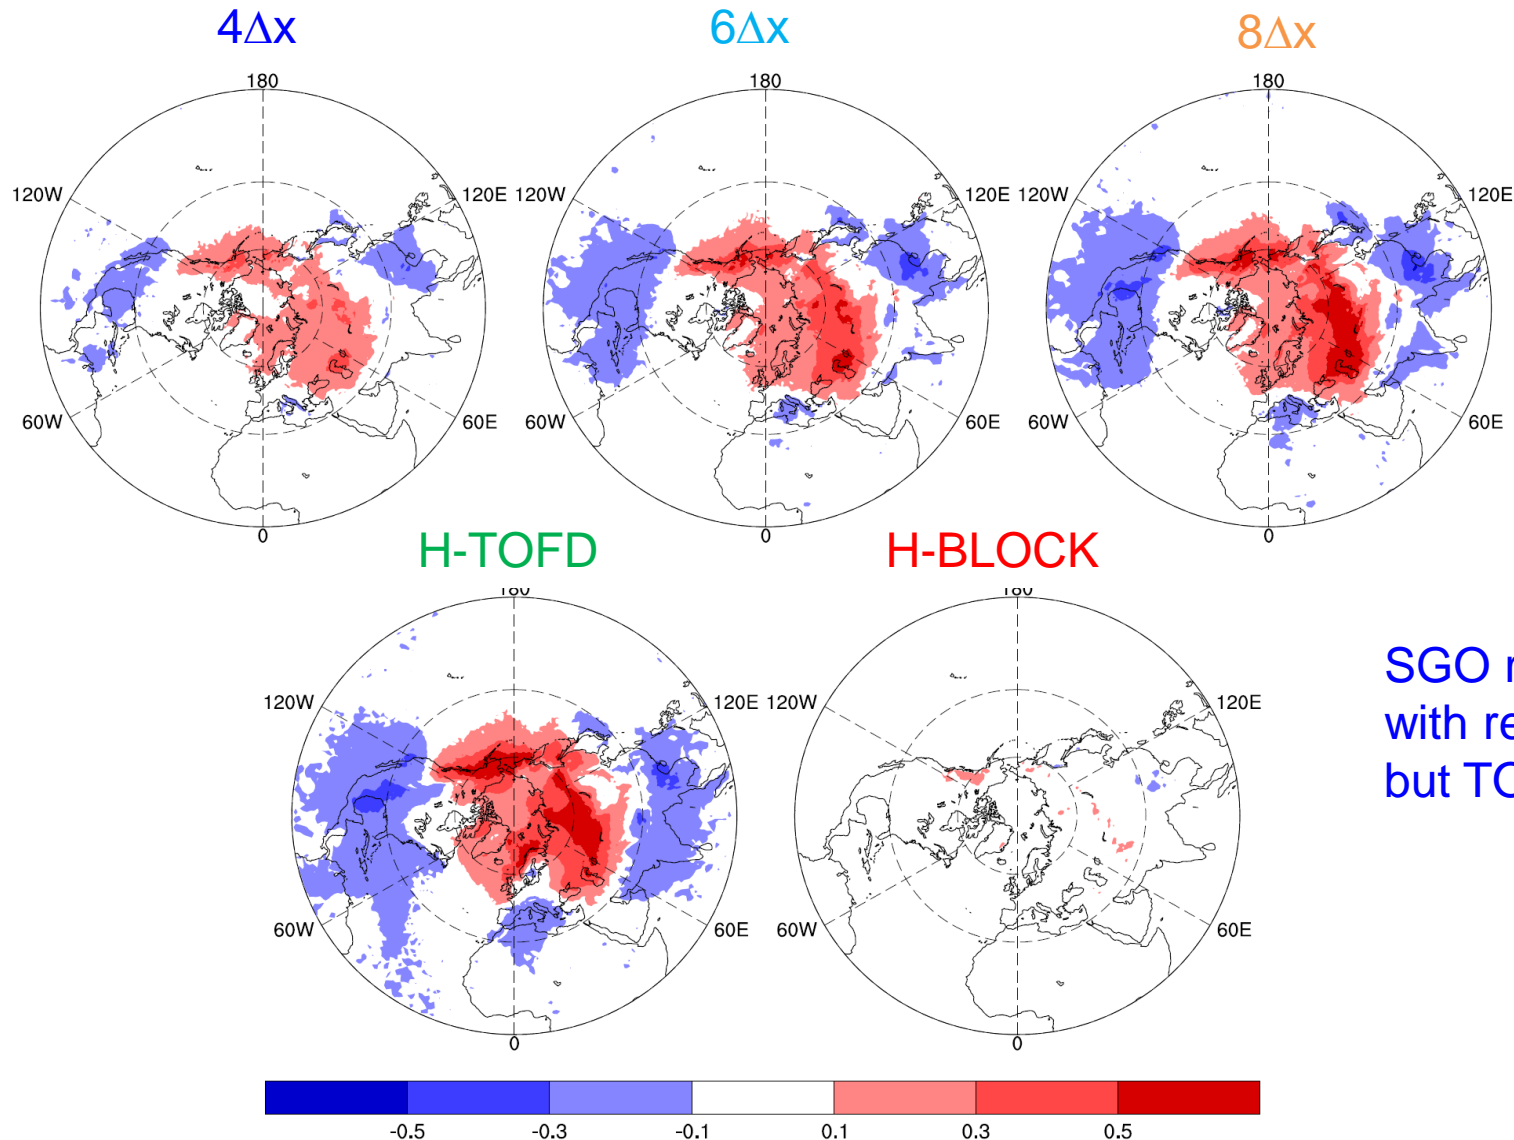 4Δx 6Δx 8Δx
180 180 180
120W 120E 120W 120E 120W 120E
60W 60E 60W 60E 60W 60E
0 0 0
H-TOFD H-BLOCK
180 180
SGO
with
but
120W 120E 120W 120E
60W 60E 60W 60E
0 0
-0.5 -0.3 -0.1 0.1 0.3 0.5